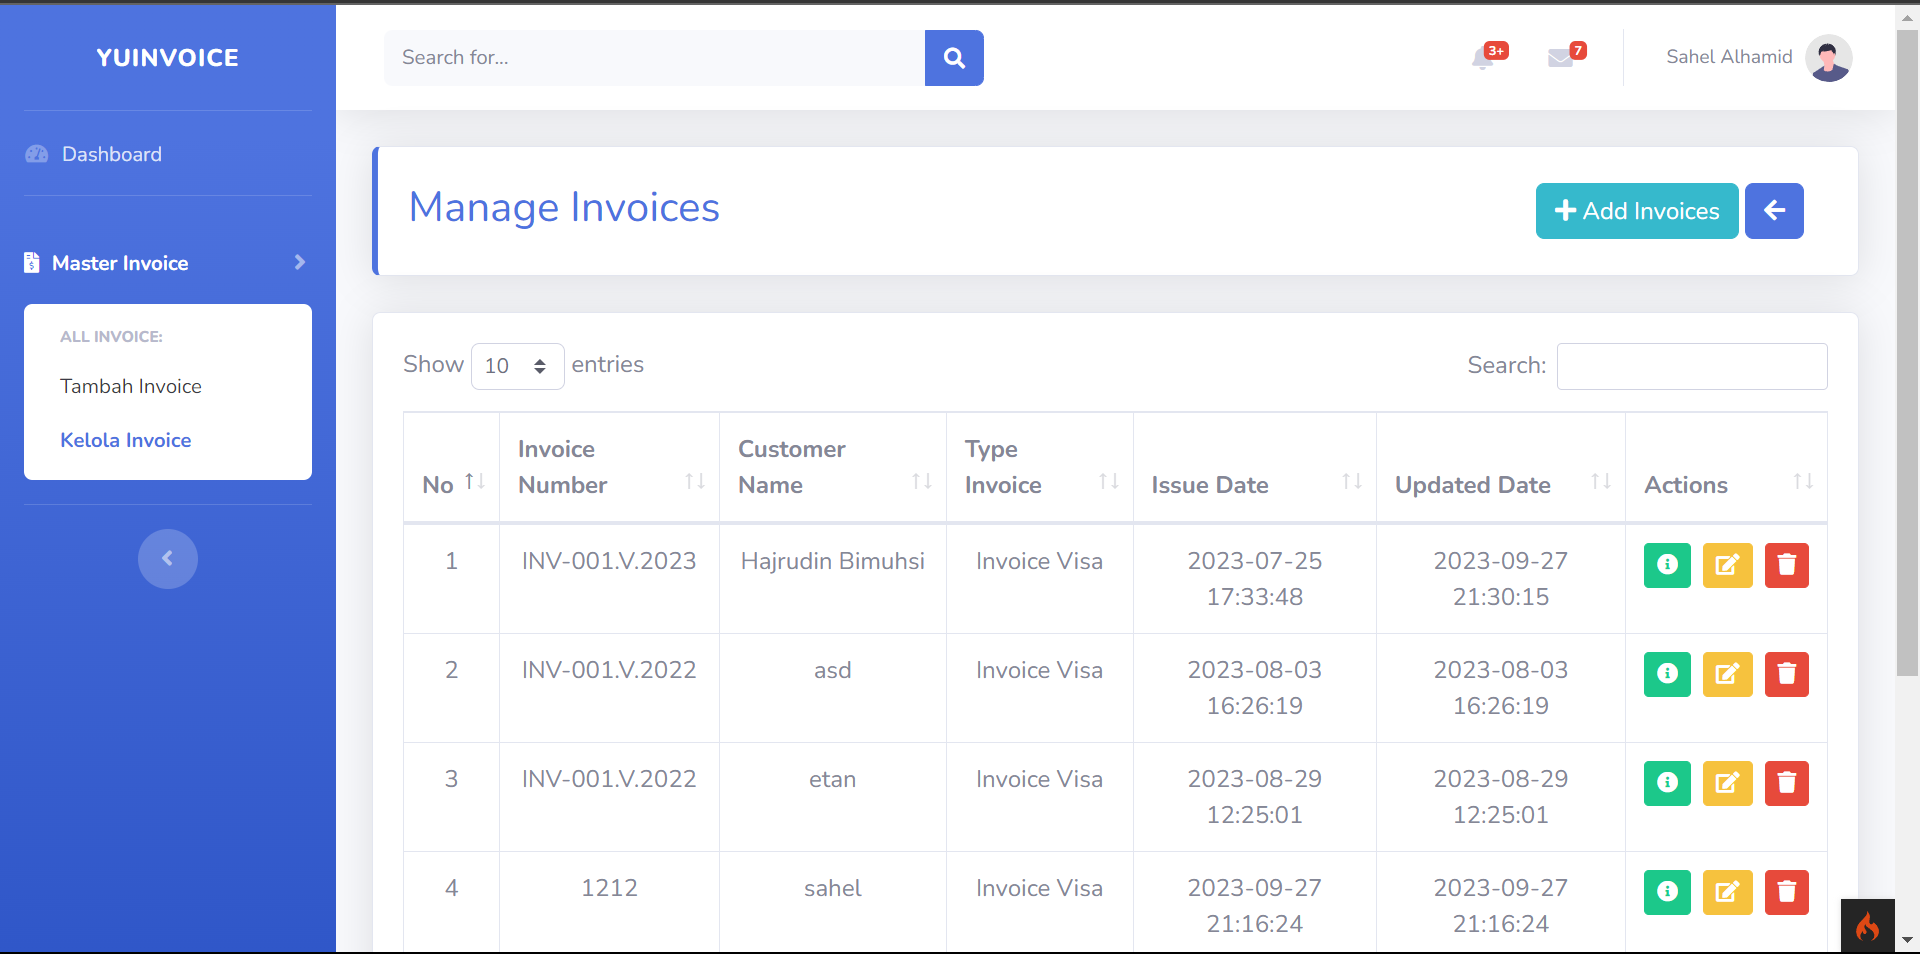 YUINVOICE
Search for...
3+
7
Sahel Alhamid
Dashboard
Master Invoice
ALL INVOICE:
Tambah Invoice
Kelola Invoice
Manage Invoices
Add Invoices
Show 10 entries
Search:
No Invoice Number Customer Name Type Invoice Issue Date Updated Date Actions
1 INV-001.V.2023 Hajrudin Bimuhsi Invoice Visa 2023-07-25 17:33:48 2023-09-27 21:30:15
2 INV-001.V.2022 asd Invoice Visa 2023-08-03 16:26:19 2023-08-03 16:26:19
3 INV-001.V.2022 etan Invoice Visa 2023-08-29 12:25:01 2023-08-29 12:25:01
4 1212 sahel Invoice Visa 2023-09-27 21:16:24 2023-09-27 21:16:24